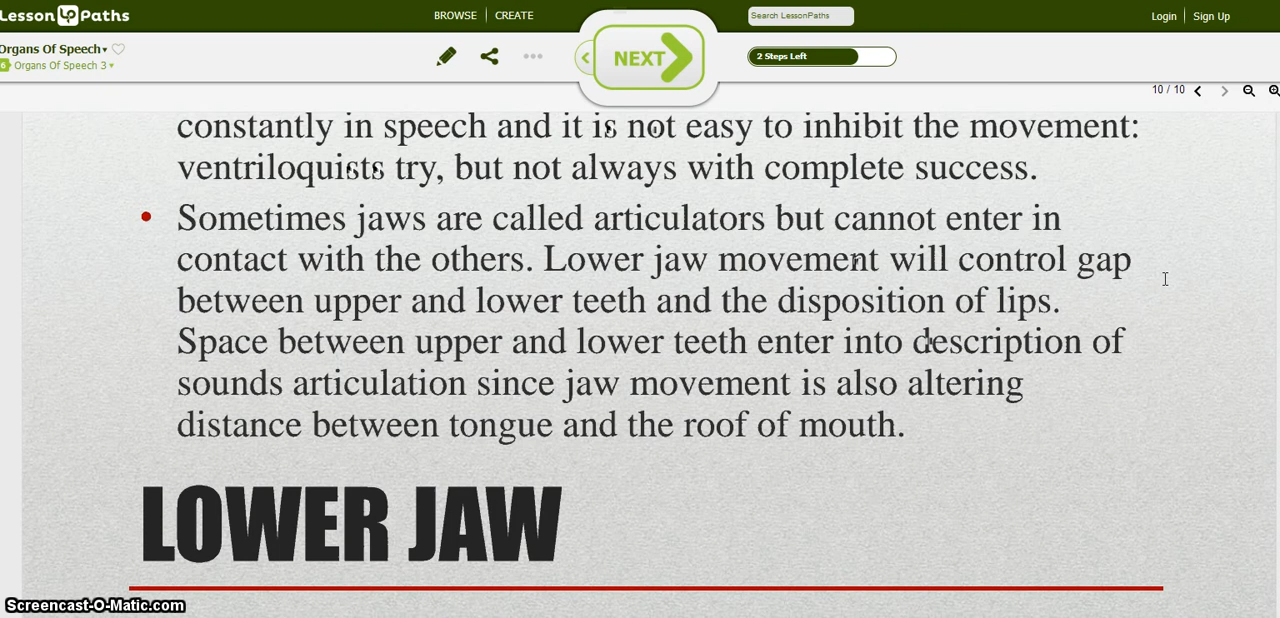 Lesson LP Paths
BROWSE CREATE
Search LessonPaths
Login Sign Up
Organs Of Speech
Organs Of Speech 3
NEXT
2 Steps Left
10 / 10
constantly in speech and it is not easy to inhibit the movement:
ventriloquists try, but not always with complete success.
• Sometimes jaws are called articulators but cannot enter in
contact with the others. Lower jaw movement will control gap
between upper and lower teeth and the disposition of lips.
Space between upper and lower teeth enter into description of
sounds articulation since jaw movement is also altering
distance between tongue and the roof of mouth.
LOWER JAW
Screencast-O-Matic.com